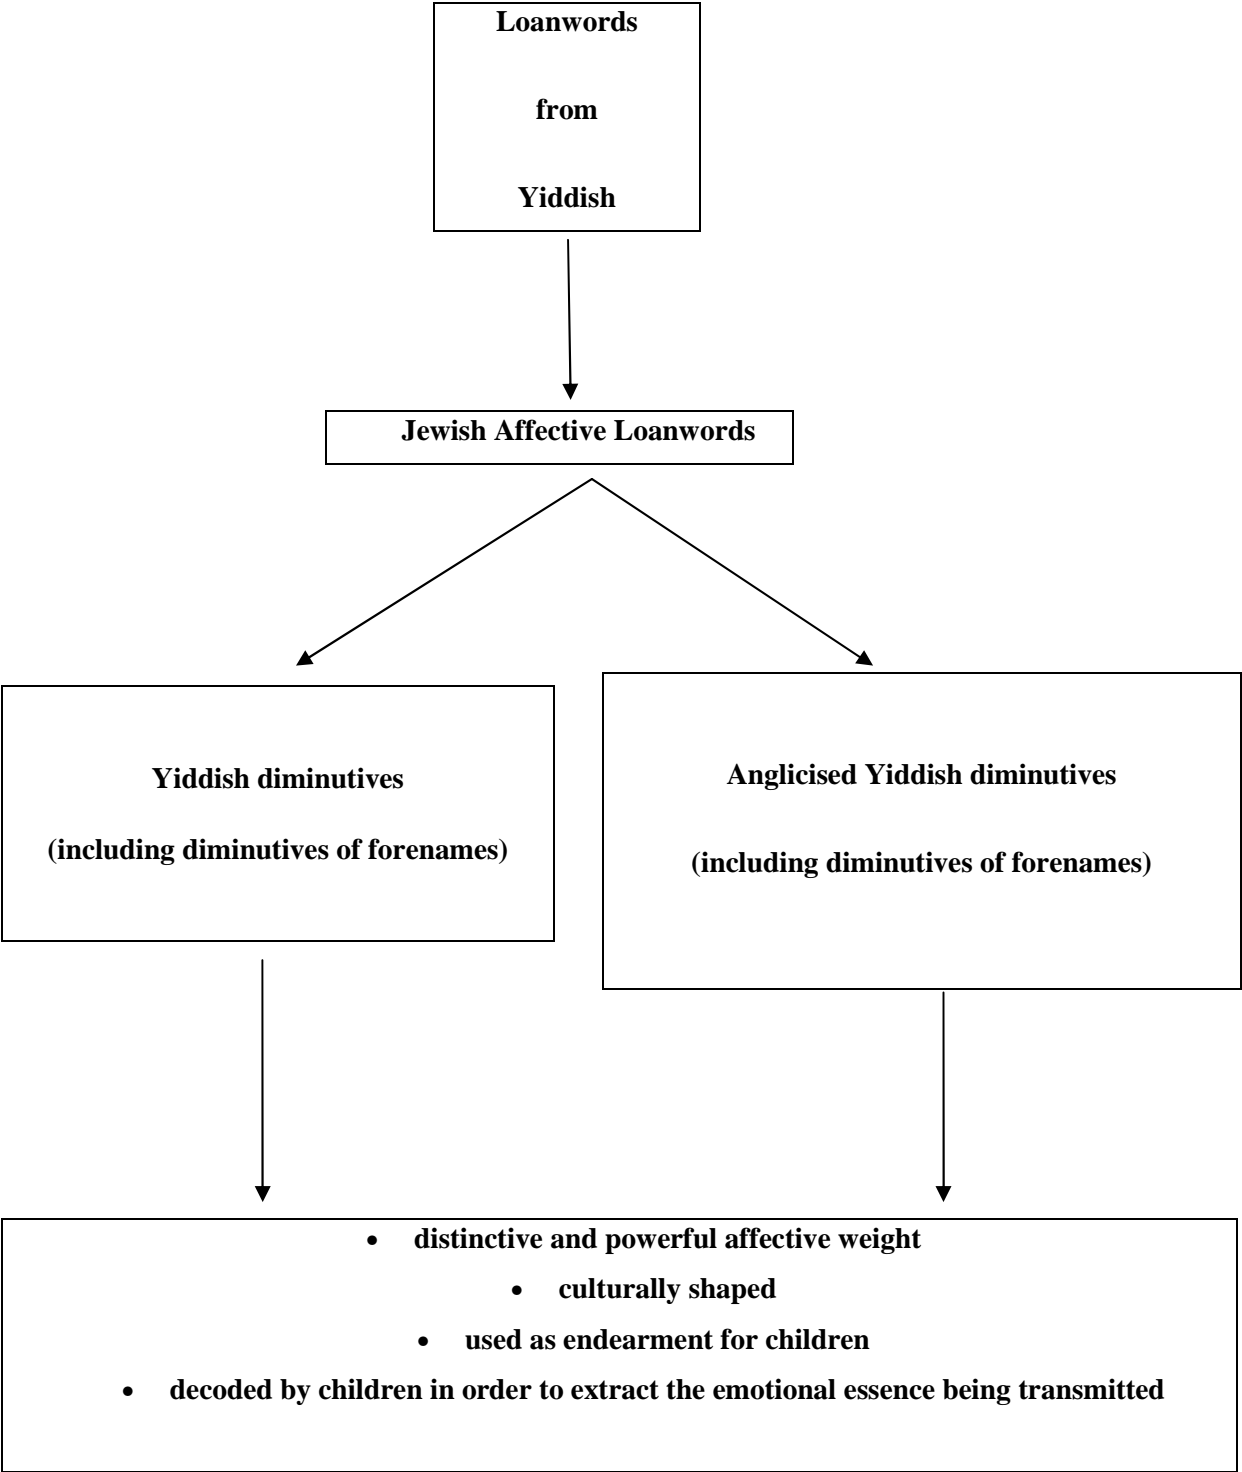 Loanwords
from
Yiddish
Jewish Affective Loanwords
Yiddish diminutives
(including diminutives of forenames)
Anglicised Yiddish diminutives
(including diminutives of forenames)
• distinctive and powerful affective weight
• culturally shaped
• used as endearment for children
• decoded by children in order to extract the emotional essence being transmitted